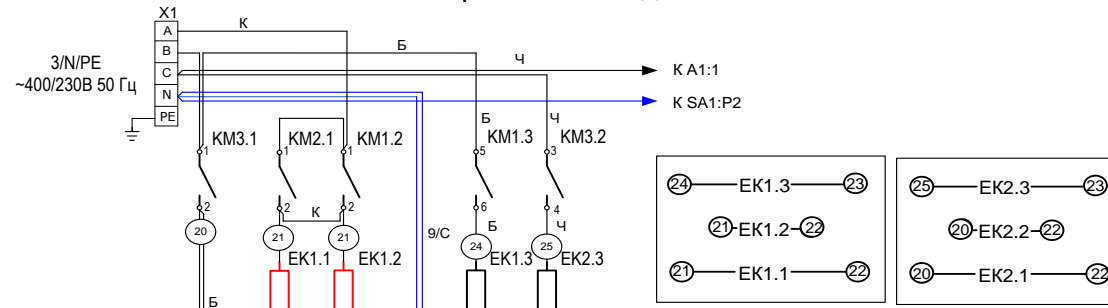 X1
A
К
B
Б
3/N/PE
C
Ч
К A1:1
~400/230В 50 Гц
N
К SA1:P2
PE
Б
Ч
KM3.1
KM2.1
KM1.2
KM1.3
KM3.2
1
1
1
5
3
24 EK1.3 23
25 EK2.3 23
2
2
2
6
4
К
20
21
21
9/C
Б
Ч
24
25
21 EK1.2 22
20 EK2.2 22
EK1.1
EK1.2
EK1.3
EK2.3
21 EK1.1 22
20 EK2.1 22
Б